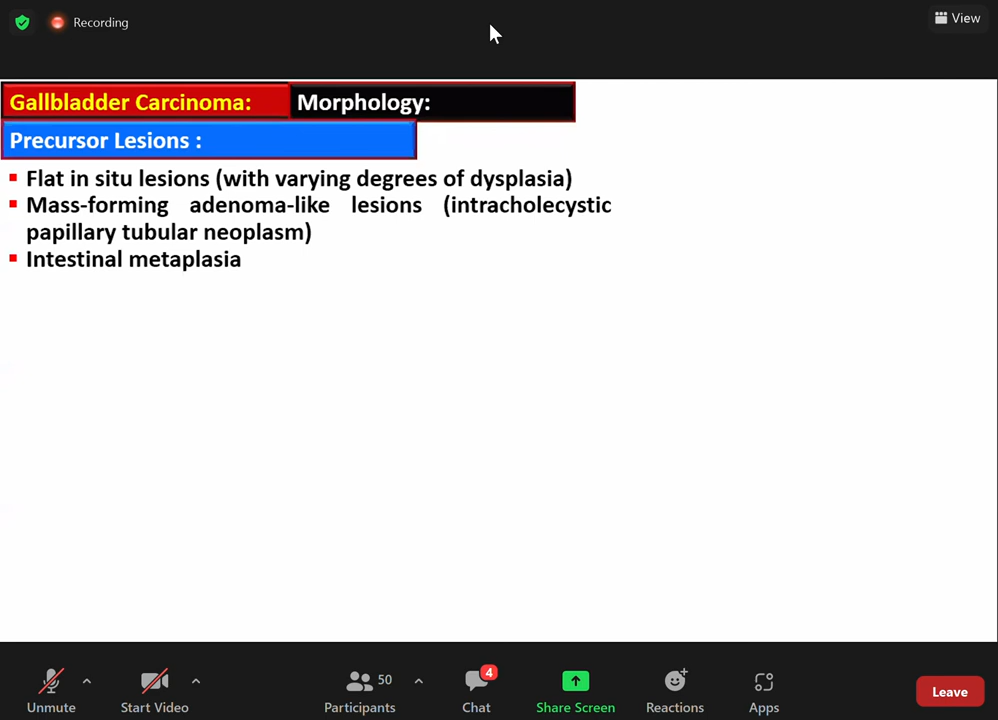 Recording
View
Gallbladder Carcinoma: Morphology:
Precursor Lesions :
▪ Flat in situ lesions (with varying degrees of dysplasia)
▪ Mass-forming adenoma-like lesions (intracholecystic
papillary tubular neoplasm)
▪ Intestinal metaplasia
50
4
Unmute
Start Video
Participants
Chat
Share Screen
Reactions
Apps
Leave